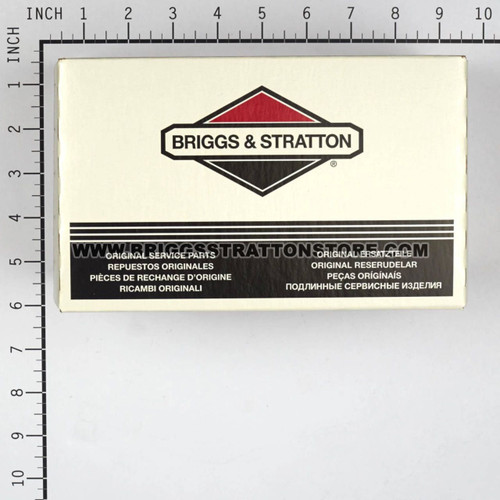 INCH 1 2 3 4 5 6 7 8 9 10
INCH
1
2
3
4
5
6
7
8
9
10
BRIGGS & STRATTON
®
WWW.BRIGGSSTRATTONSTORE.COM
ORIGINAL SERVICE PARTS
REPUESTOS ORIGINALES
PIÈCES DE RECHANGE D'ORIGINE
RICAMBI ORIGINALI
ORIGINAL ERSATZTEILE
ORIGINAL RESERUDELAR
PEÇAS ORIGÍNAIS
ПОДЛИННЫЕ СЕРВИСНЫЕ ИЗДЕЛИЯ